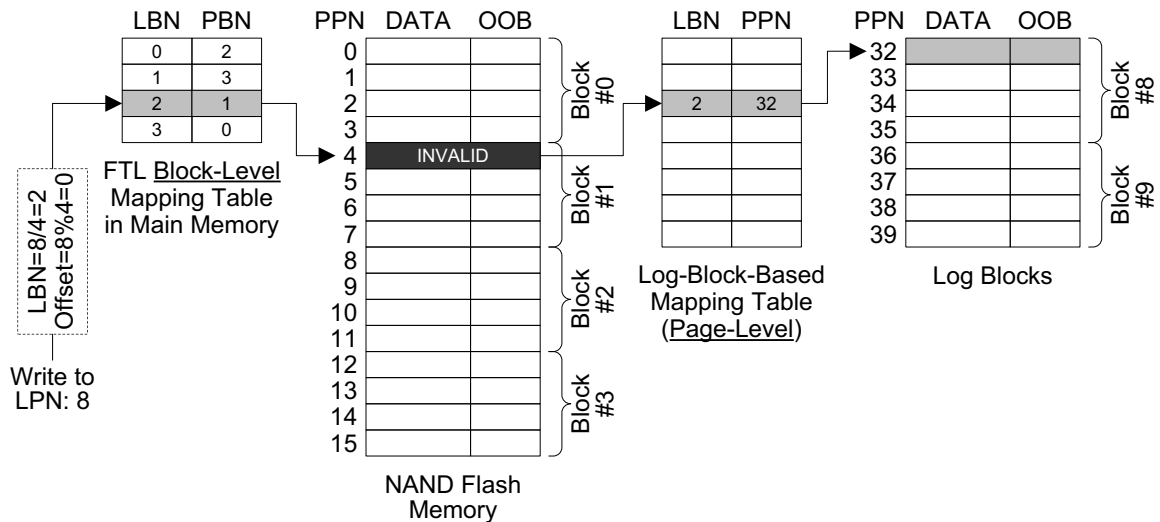 LBN PBN
0 2
1 3
2 1
3 0
FTL Block-Level
Mapping Table
in Main Memory
LBN=8/4=2
Offset=8%4=0
Write to
LPN: 8
PPN DATA OOB
0
1
2
3
4 INVALID
5
6
7
8
9
10
11
12
13
14
15
Block
#0
Block
#1
Block
#2
Block
#3
NAND Flash
Memory
LBN PPN
2 32
Log-Block-Based
Mapping Table
(Page-Level)
PPN DATA OOB
32
33
34
35
36
37
38
39
Block
#8
Block
#9
Log Blocks